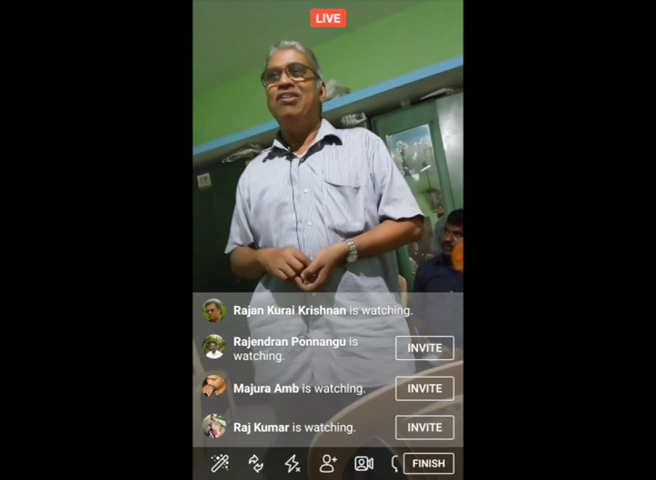 LIVE
Rajan Kurai Krishnan is watching.
Rajendran Ponnangu is
watching.
INVITE
Majura Amb is watching.
INVITE
Raj Kumar is watching.
INVITE
FINISH